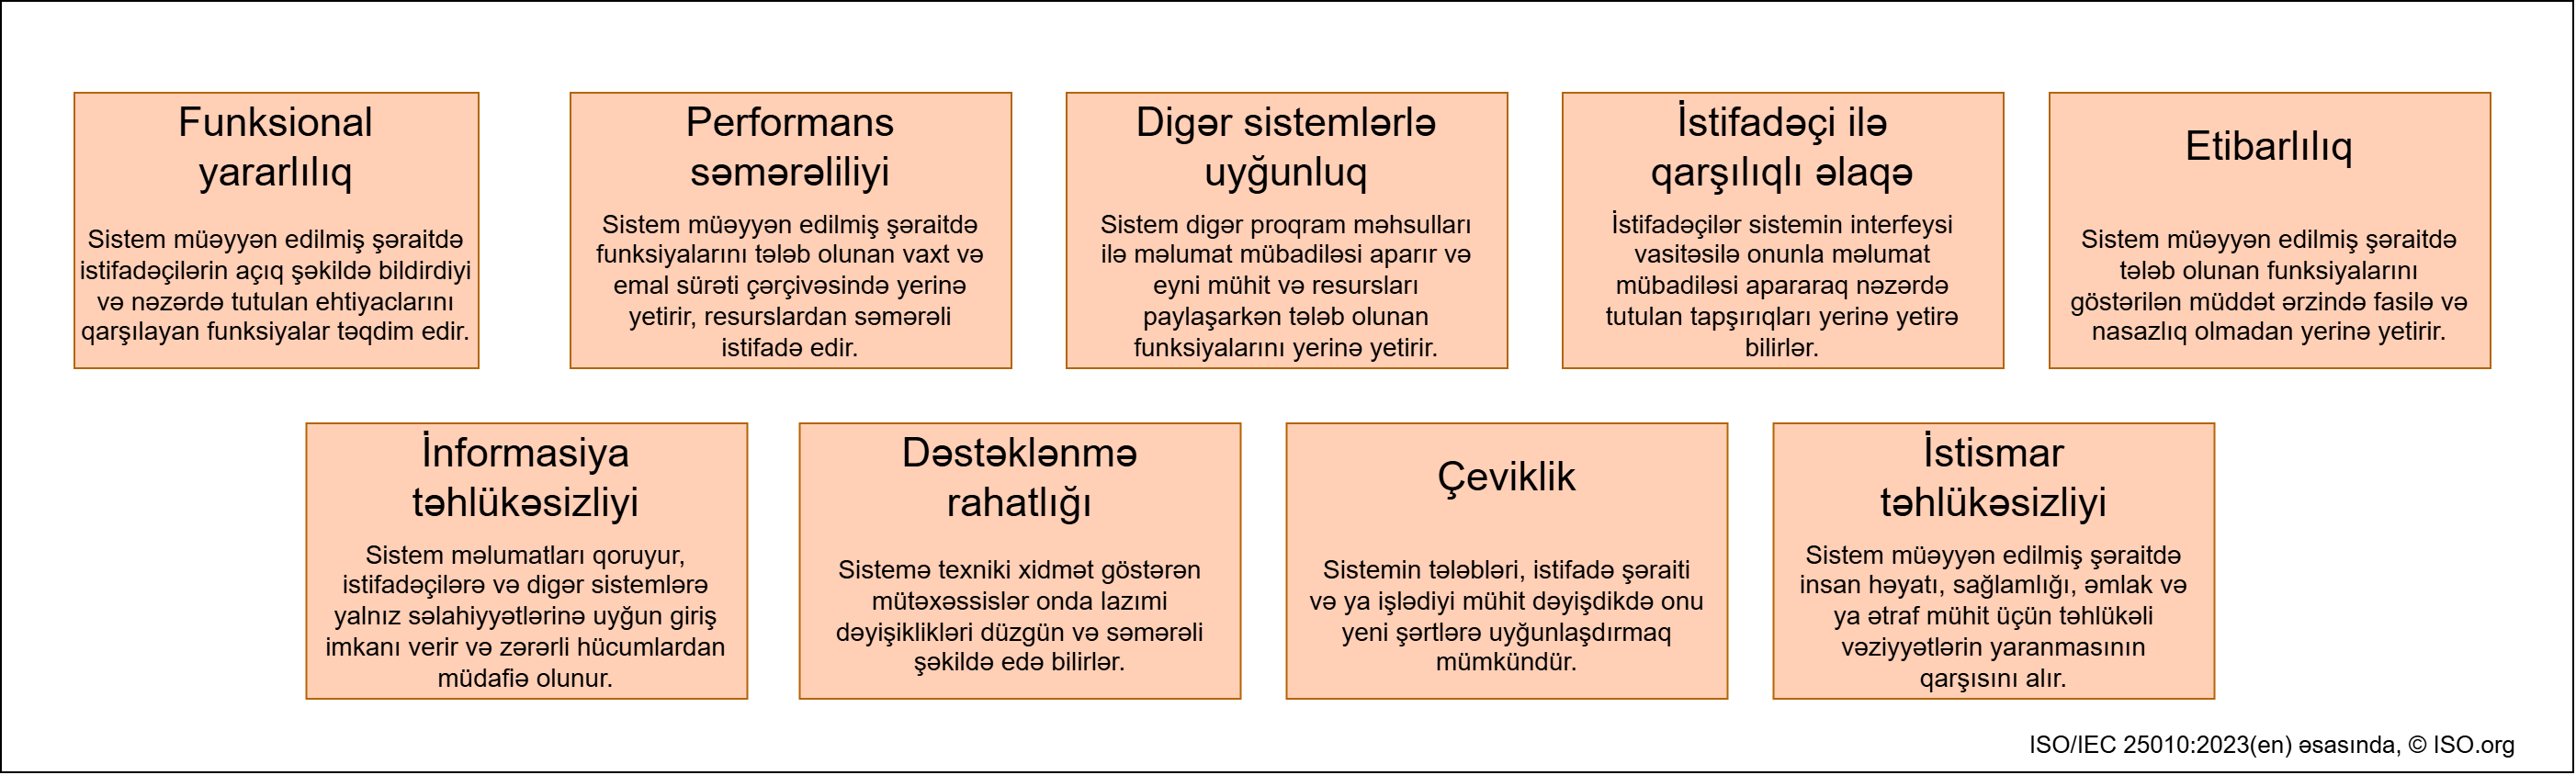 Funksional
yararlılıq
Sistem müəyyən edilmiş şəraitdə
istifadəçilərin açıq şəkildə bildirdiyi
və nəzərdə tutulan ehtiyaclarını
qarşılayan funksiyalar təqdim edir.
Performans
səmərəliliyi
Sistem müəyyən edilmiş şəraitdə
funksiyalarını tələb olunan vaxt və
emal sürəti çərçivəsində yerinə
yetirir, resurslardan səmərəli
istifadə edir.
Digər sistemlərlə
uyğunluq
Sistem digər proqram məhsulları
ilə məlumat mübadiləsi aparır və
eyni mühit və resursları
paylaşarkən tələb olunan
funksiyalarını yerinə yetirir.
İstifadəçi ilə
qarşılıqlı əlaqə
İstifadəçilər sistemin interfeysi
vasitəsilə onunla məlumat
mübadiləsi apararaq nəzərdə
tutulan tapşırıqları yerinə yetirə
bilirlər.
Etibarlılıq
Sistem müəyyən edilmiş şəraitdə
tələb olunan funksiyalarını
göstərilən müddət ərzində fasilə və
nasazlıq olmadan yerinə yetirir.
İnformasiya
təhlükəsizliyi
Sistem məlumatları qoruyur,
istifadəçilərə və digər sistemlərə
yalnız səlahiyyətlərinə uyğun giriş
imkanı verir və zərərli hücumlardan
müdafiə olunur.
Dəstəklənmə
rahatlığı
Sistemə texniki xidmət göstərən
mütəxəssislər onda lazımi
dəyişiklikləri düzgün və səmərəli
şəkildə edə bilirlər.
Çeviklik
Sistemin tələbləri, istifadə şəraiti
və ya işlədiyi mühit dəyişdikdə onu
yeni şərtlərə uyğunlaşdırmaq
mümkündür.
İstismar
təhlükəsizliyi
Sistem müəyyən edilmiş şəraitdə
insan həyatı, sağlamlığı, əmlak və
ya ətraf mühit üçün təhlükəli
vəziyyətlərin yaranmasının
qarşısını alır.
ISO/IEC 25010:2023(en) əsasında, © ISO.org